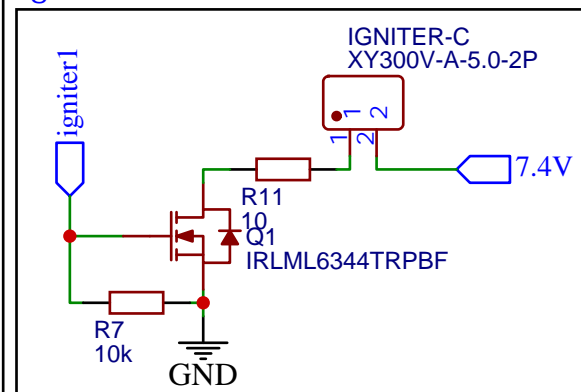 igniter1
IGNITER-C
XY300V-A-5.0-2P
1 2
1 2
7.4V
R11
10
Q1
IRLML6344TRPBF
R7
10k
GND